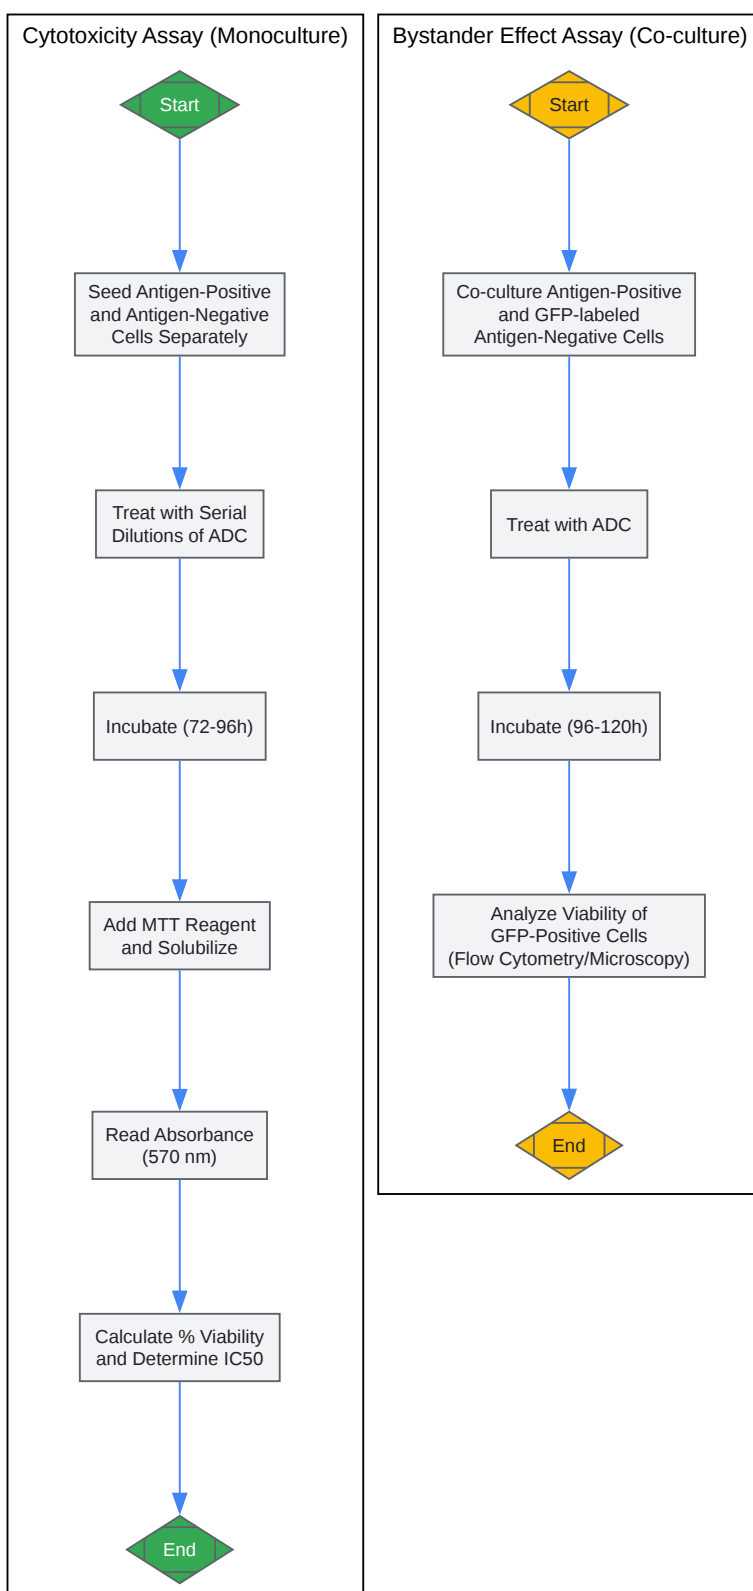 Cytotoxicity Assay (Monoculture)
Start
Seed Antigen-Positive
and Antigen-Negative
Cells Separately
Treat with Serial
Dilutions of ADC
Incubate (72-96h)
Add MTT Reagent
and Solubilize
Read Absorbance
(570 nm)
Calculate % Viability
and Determine IC50
End
Bystander Effect Assay (Co-culture)
Start
Co-culture Antigen-Positive
and GFP-labeled
Antigen-Negative Cells
Treat with ADC
Incubate (96-120h)
Analyze Viability of
GFP-Positive Cells
(Flow Cytometry/Microscopy)
End